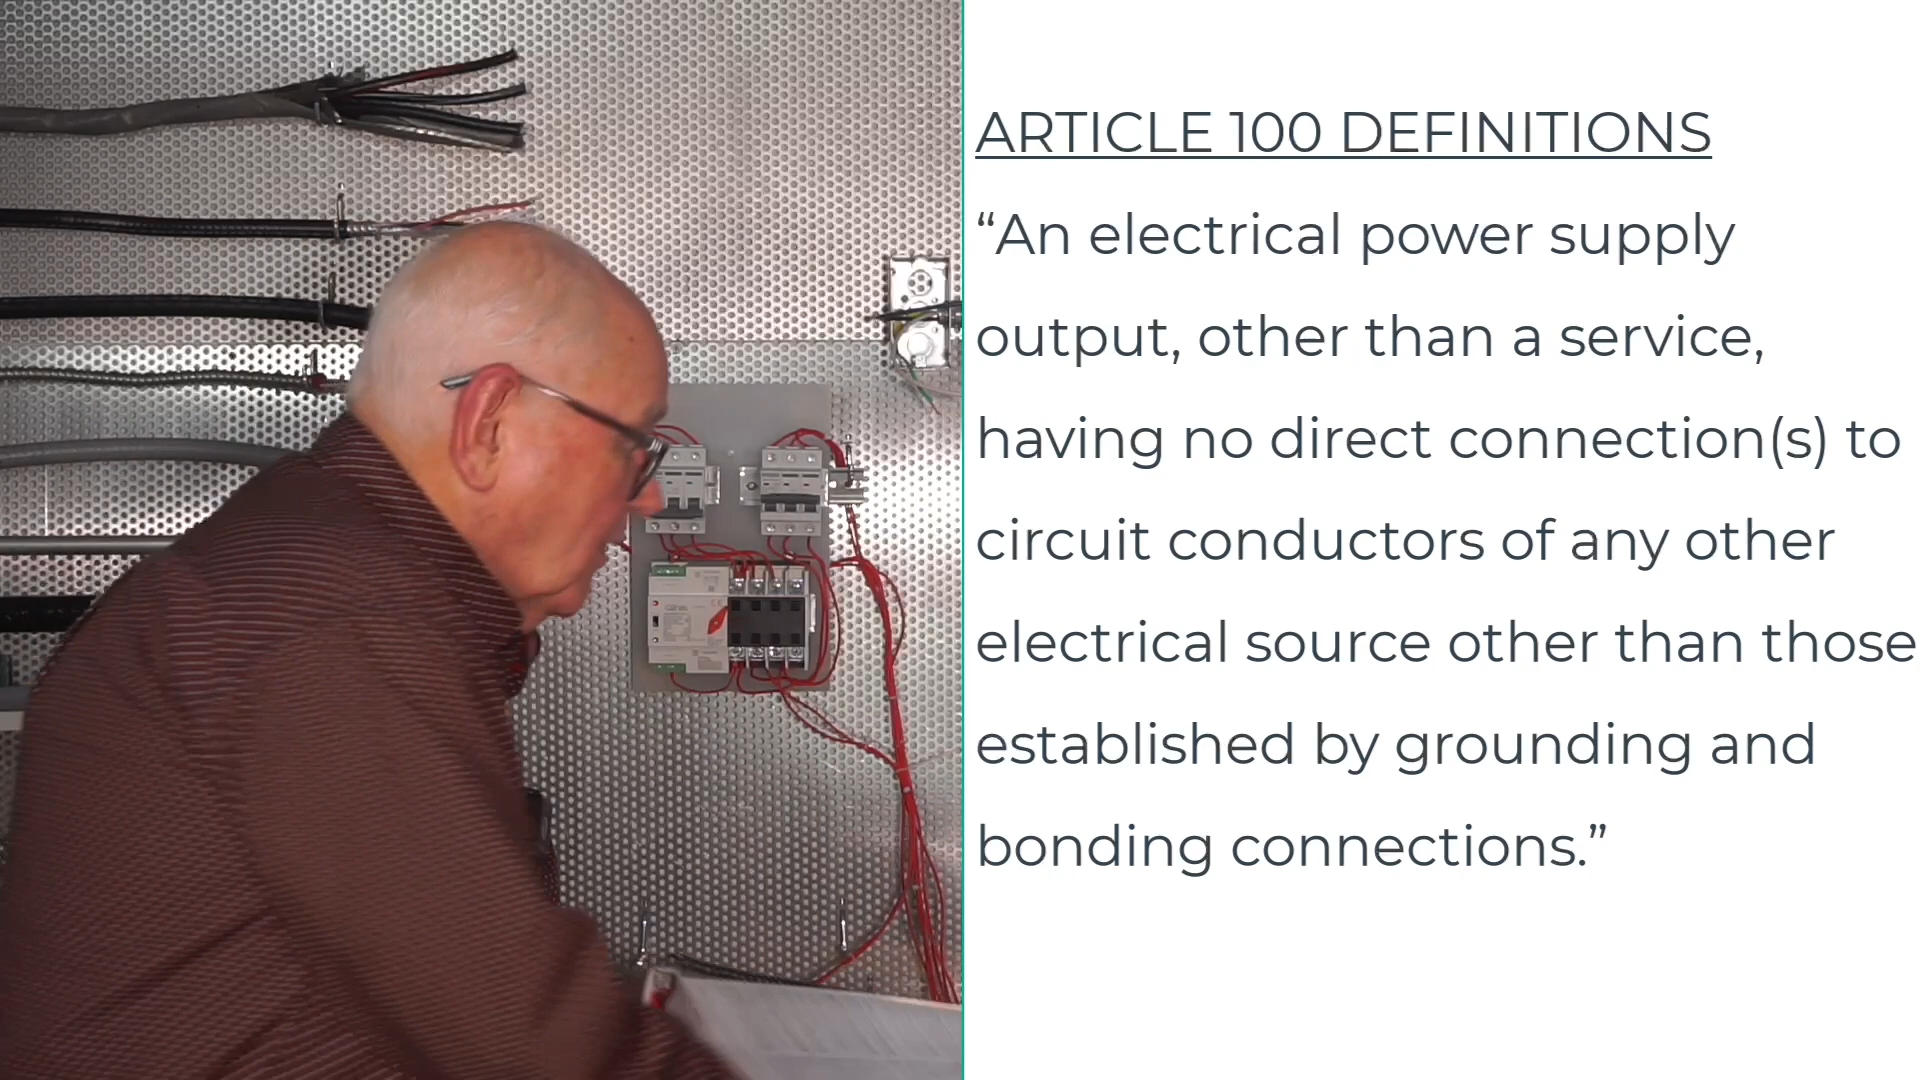 ARTICLE 100 DEFINITIONS
“An electrical power supply
output, other than a service,
having no direct connection(s) to
circuit conductors of any other
electrical source other than those
established by grounding and
bonding connections.”